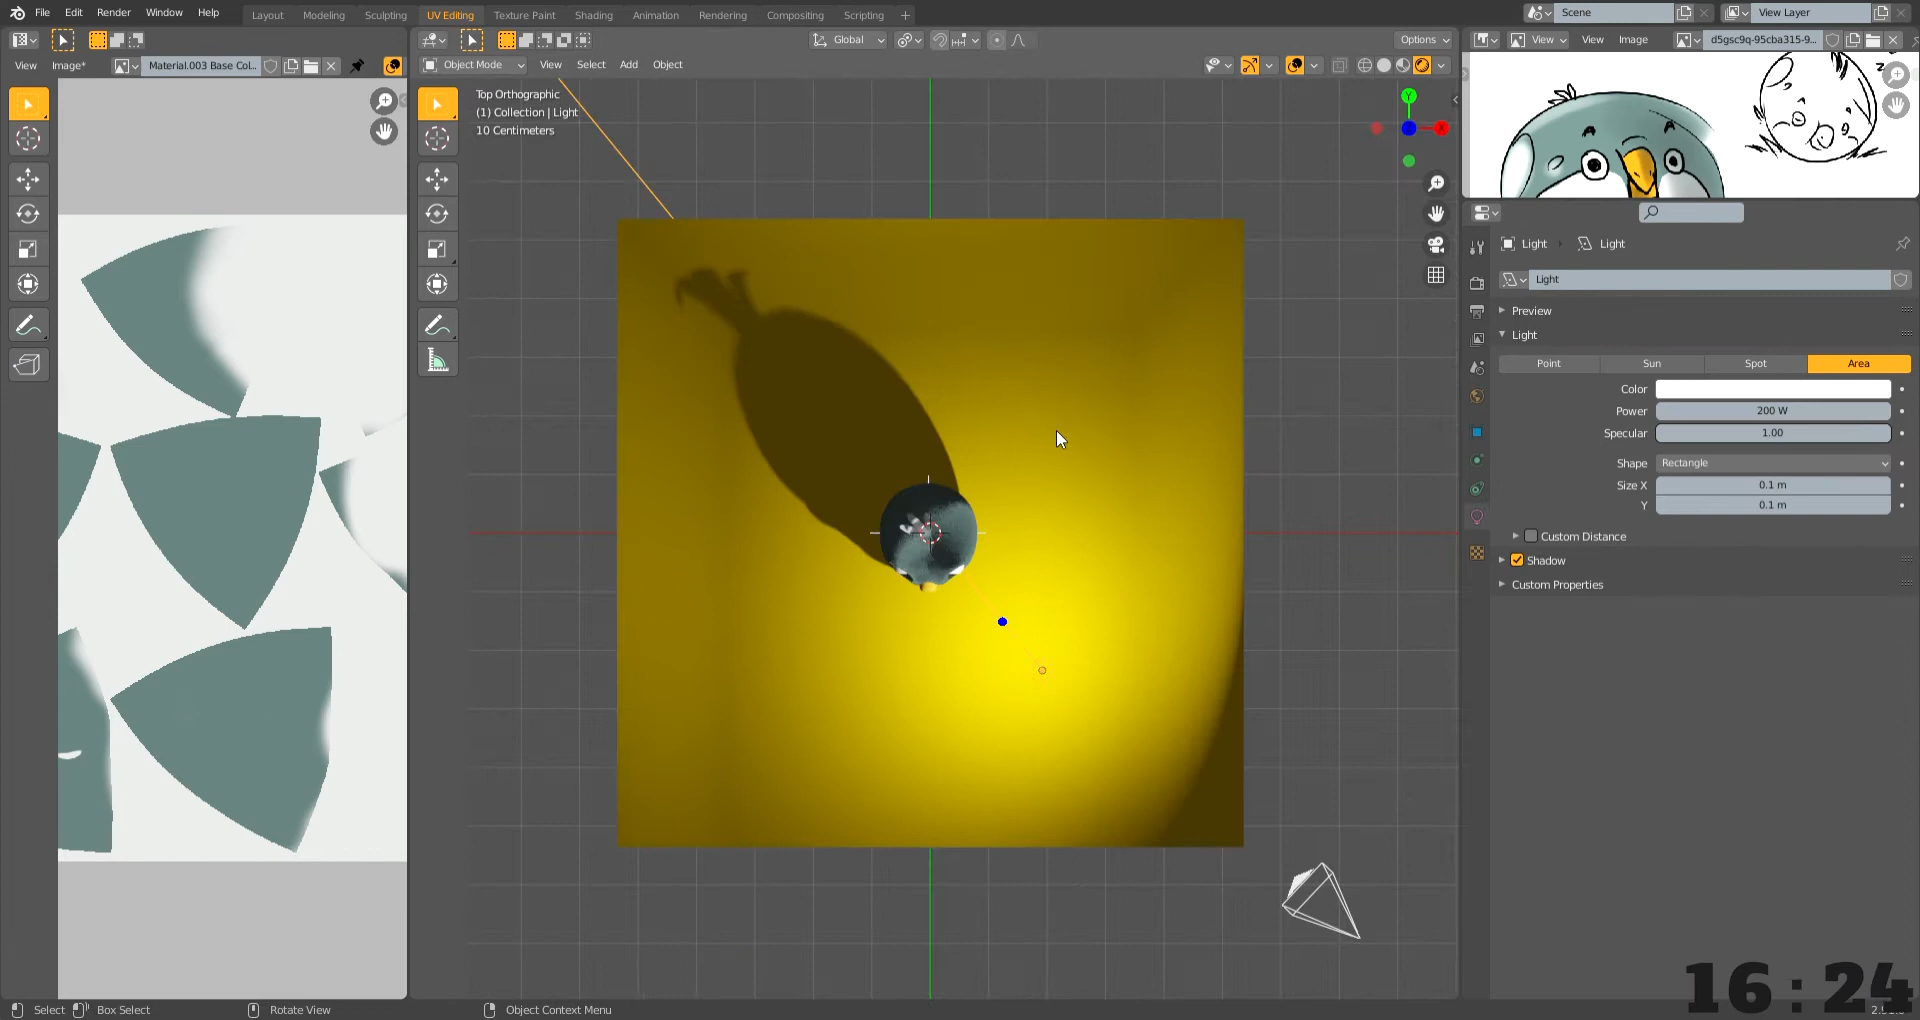 File Edit Render Window Help Layout Modeling Sculpting UV Editing Texture Paint Shading Animation Rendering Compositing Scripting + Scene View Layer
Global Options View View Image d5gsc9q-95cba315-9...
View Image* Material.003 Base Col... Object Mode View Select Add Object
Top Orthographic
(1) Collection | Light
10 Centimeters
Y
X
Z
Light Light
Light
Preview
Light
Point Sun Spot Area
Color
Power 200 W
Specular 1.00
Shape Rectangle
Size X 0.1 m
Y 0.1 m
Custom Distance
Shadow
Custom Properties
16:24
Select Box Select Rotate View Object Context Menu